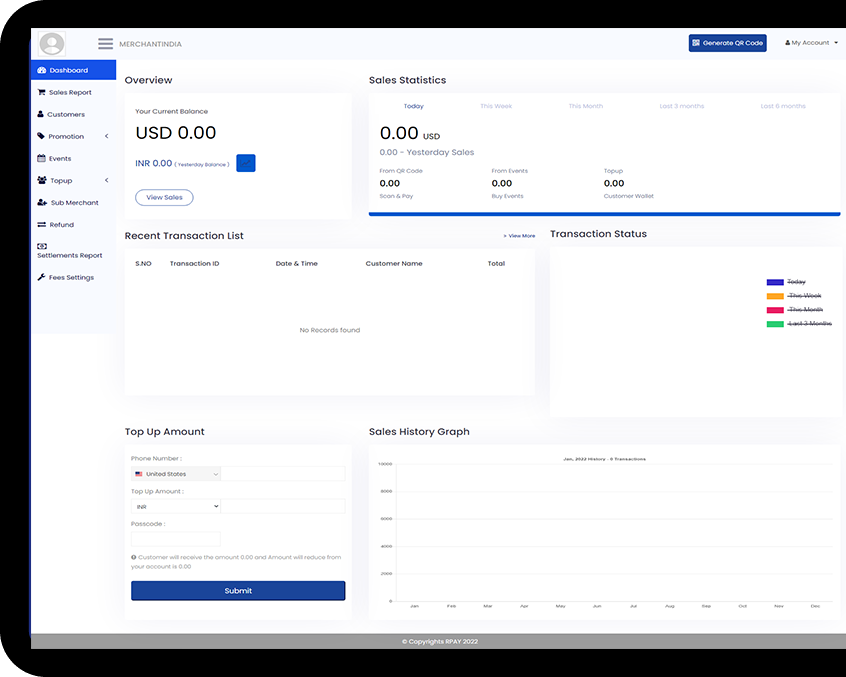 MERCHANTINDIA
Generate QR Code
My Account
Dashboard
Sales Report
Customers
Promotion
Events
Topup
Sub Merchant
Refund
Settlements Report
Fees Settings
Overview
Your Current Balance
USD 0.00
INR 0.00 ( Yesterday Balance )
View Sales
Sales Statistics
Today This Week This Month Last 3 months Last 6 months
0.00 USD
0.00 - Yesterday Sales
From QR Code From Events Topup
0.00 0.00 0.00
Scan & Pay Buy Events Customer Wallet
Recent Transaction List
+ View More
S.NO Transaction ID Date & Time Customer Name Total
No Records found
Transaction Status
Today
This Week
This Month
Last 3 Months
Top Up Amount
Phone Number :
United States
Top Up Amount :
INR
Passcode :
Customer will receive the amount 0.00 and Amount will reduce from
your account is 0.00
Submit
Sales History Graph
Jan, 2022 History - 0 Transactions
10000
8000
6000
4000
2000
0
Jan Feb Mar Apr May Jun Jul Aug Sep Oct Nov Dec
© Copyrights RPAY 2022